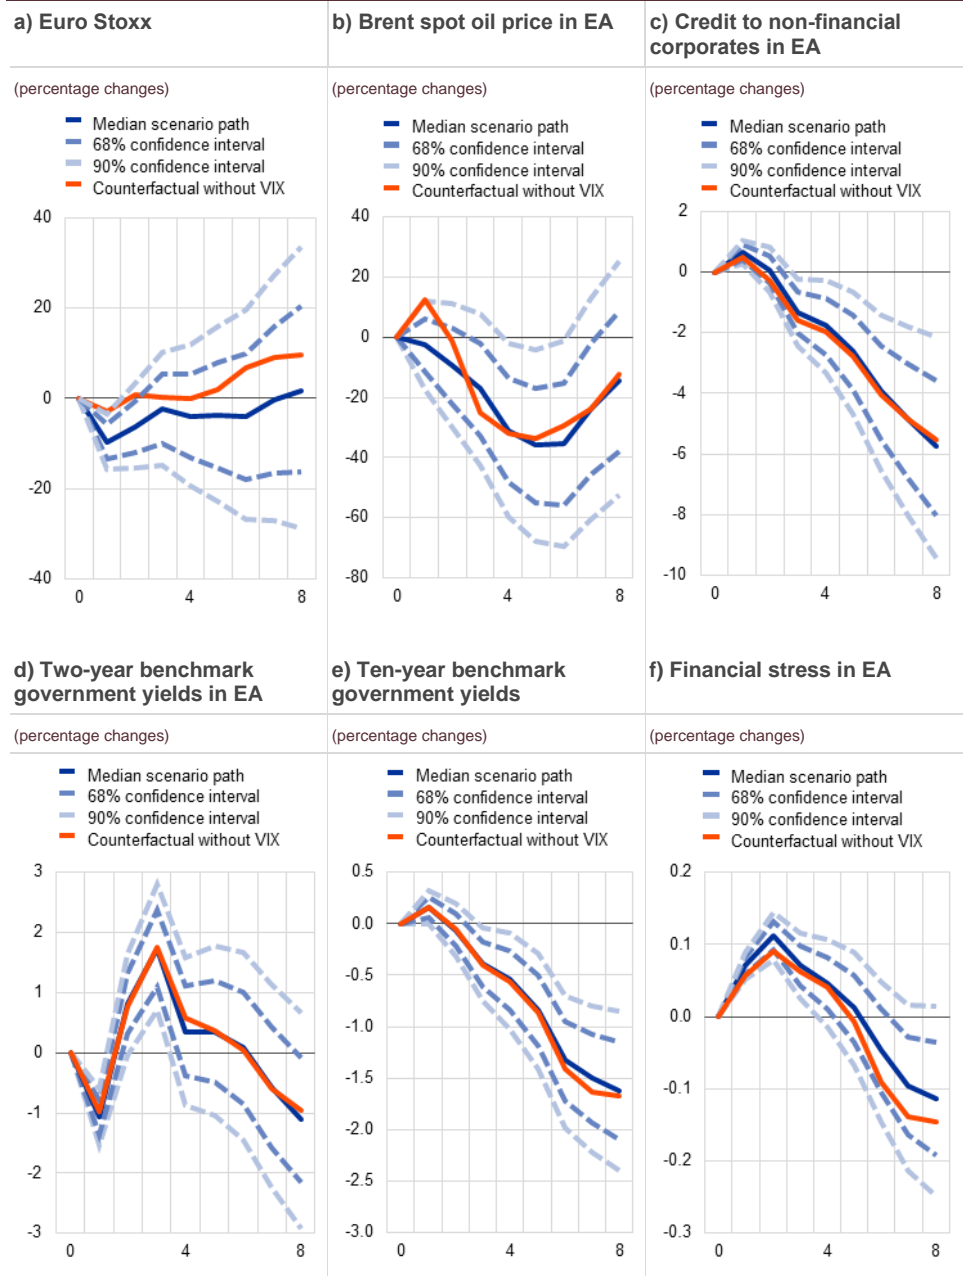 a) Euro Stoxx
(percentage changes)
Median scenario path
68% confidence interval
90% confidence interval
Counterfactual without VIX
40
20
0
-20
-40
0 4 8
b) Brent spot oil price in EA
(percentage changes)
Median scenario path
68% confidence interval
90% confidence interval
Counterfactual without VIX
40
20
0
-20
-40
-60
-80
0 4 8
c) Credit to non-financial
corporates in EA
(percentage changes)
Median scenario path
68% confidence interval
90% confidence interval
Counterfactual without VIX
2
0
-2
-4
-6
-8
-10
0 4 8
d) Two-year benchmark
government yields in EA
(percentage changes)
Median scenario path
68% confidence interval
90% confidence interval
Counterfactual without VIX
3
2
1
0
-1
-2
-3
0 4 8
e) Ten-year benchmark
government yields
(percentage changes)
Median scenario path
68% confidence interval
90% confidence interval
Counterfactual without VIX
0.5
0.0
-0.5
-1.0
-1.5
-2.0
-2.5
-3.0
0 4 8
f) Financial stress in EA
(percentage changes)
Median scenario path
68% confidence interval
90% confidence interval
Counterfactual without VIX
0.2
0.1
0.0
-0.1
-0.2
-0.3
0 4 8